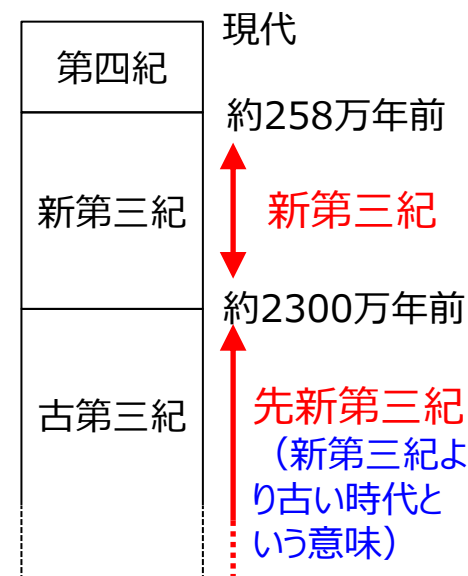 現代
第四紀
約258万年前
新第三紀
新第三紀
約2300万年前
古第三紀
先新第三紀
（新第三紀よ
り古い時代と
いう意味）